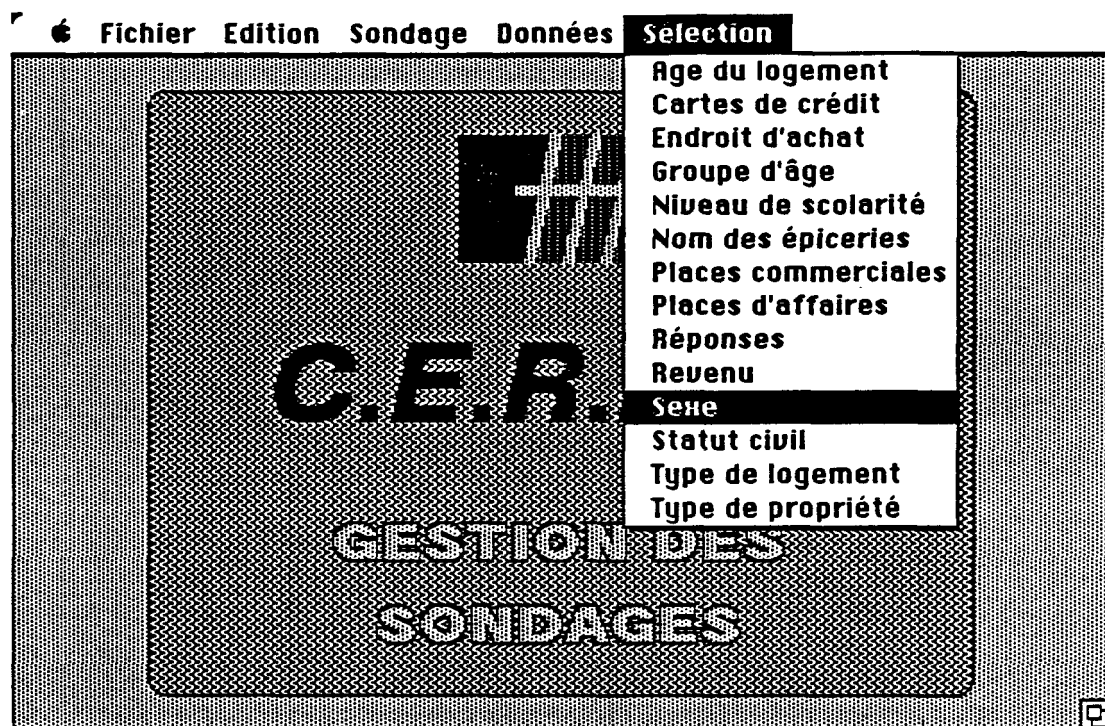 Fichier Edition Sondage Données Sélection
Age du logement
Cartes de crédit
Endroit d'achat
Groupe d'âge
Niveau de scolarité
Nom des épiceries
Places commerciales
Places d'affaires
Réponses
Revenu
Sexe
Statut civil
Type de logement
Type de propriété
C.E.R.
GESTION DES
SONDAGES